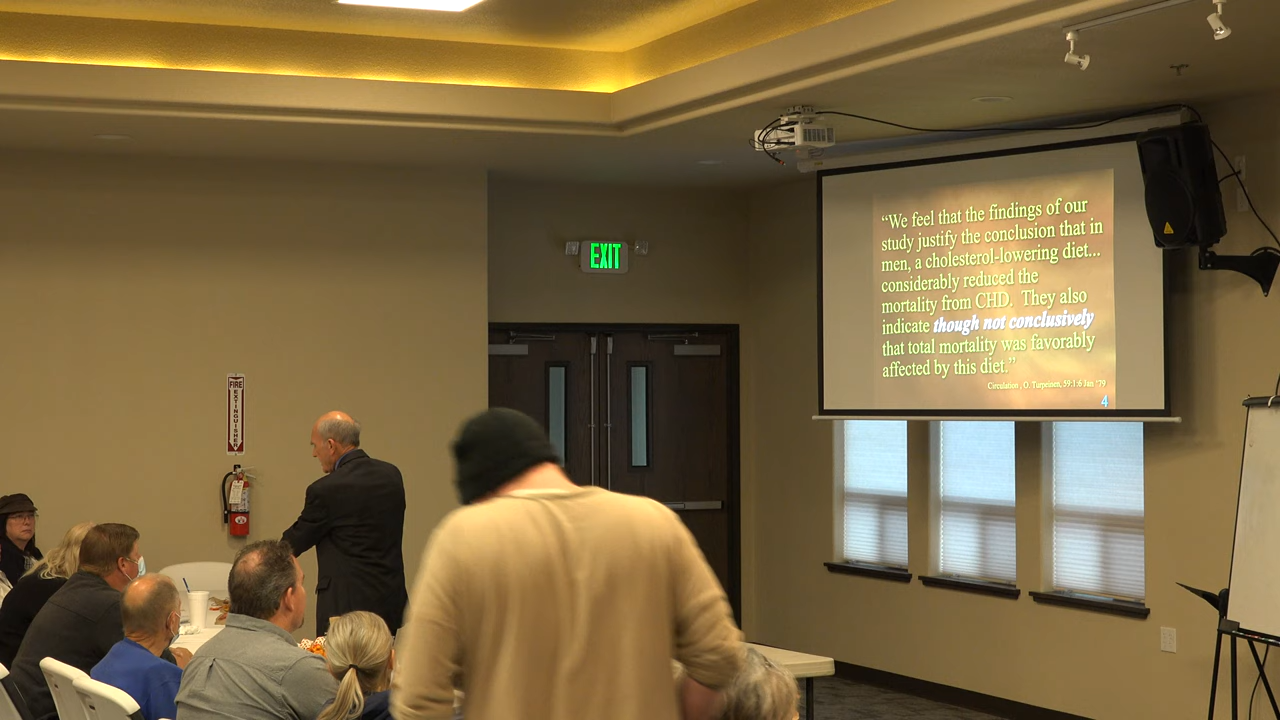 EXIT
"We feel that the findings of our
study justify the conclusion that in
men, a cholesterol-lowering diet...
considerably reduced the
mortality from CHD. They also
indicate though not conclusively
that total mortality was favorably
affected by this diet."
Circulation , O. Turpeinen, 59:1:6 Jan '79
4
FIRE
EXTINGUISHER